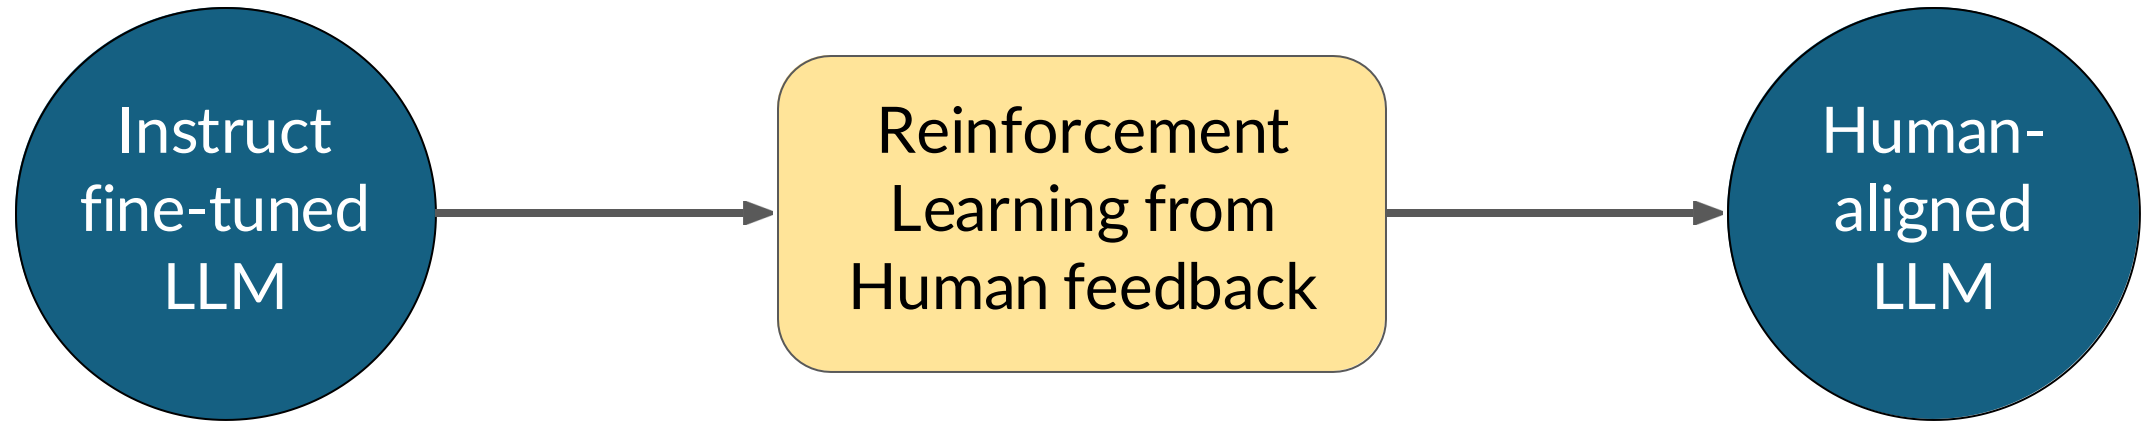 Instruct
fine-tuned
LLM
Reinforcement
Learning from
Human feedback
Human-
aligned
LLM